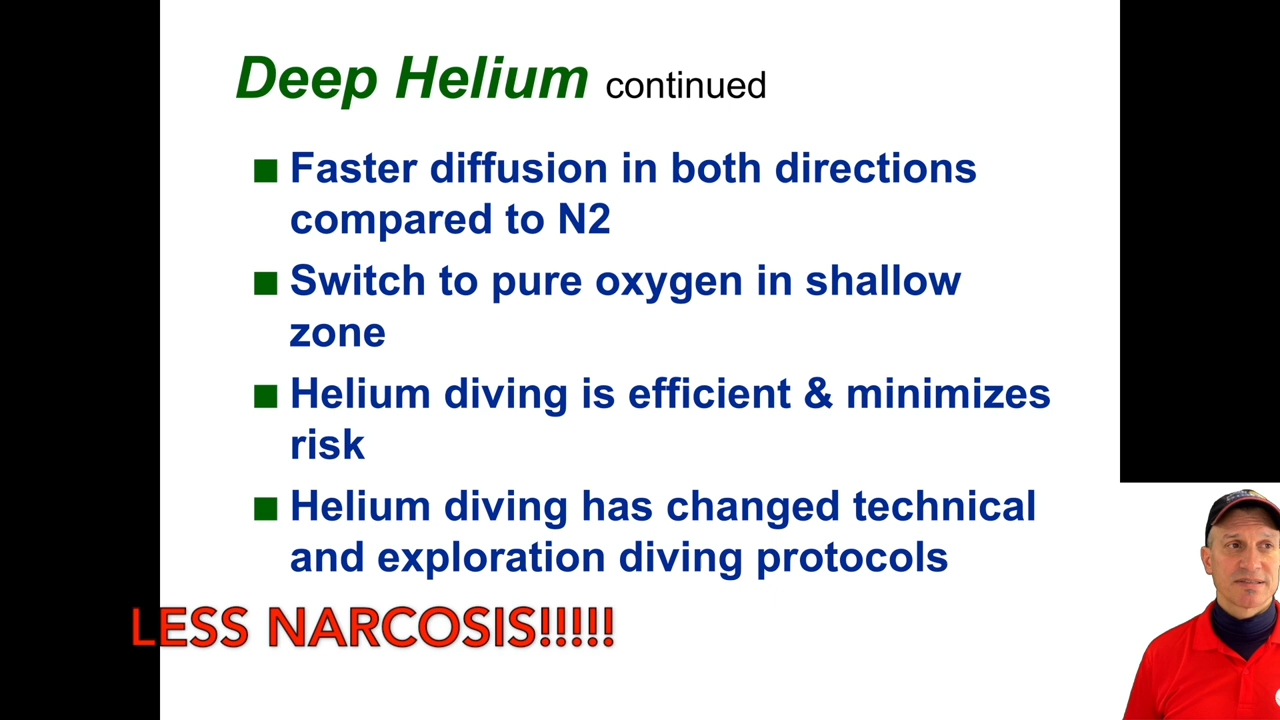 Deep Helium continued
■ Faster diffusion in both directions
compared to N2
■ Switch to pure oxygen in shallow
zone
■ Helium diving is efficient & minimizes
risk
■ Helium diving has changed technical
and exploration diving protocols
LESS NARCOSIS!!!!!